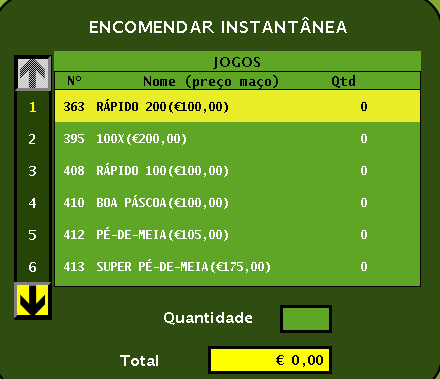 ENCOMENDAR INSTANTÂNEA
JOGOS
Nº Nome (preço maço) Qtd
1 363 RÁPIDO 200(€100,00) 0
2 395 100X(€200,00) 0
3 408 RÁPIDO 100(€100,00) 0
4 410 BOA PÁSCOA(€100,00) 0
5 412 PÉ-DE-MEIA(€105,00) 0
6 413 SUPER PÉ-DE-MEIA(€175,00) 0
Quantidade
Total € 0,00